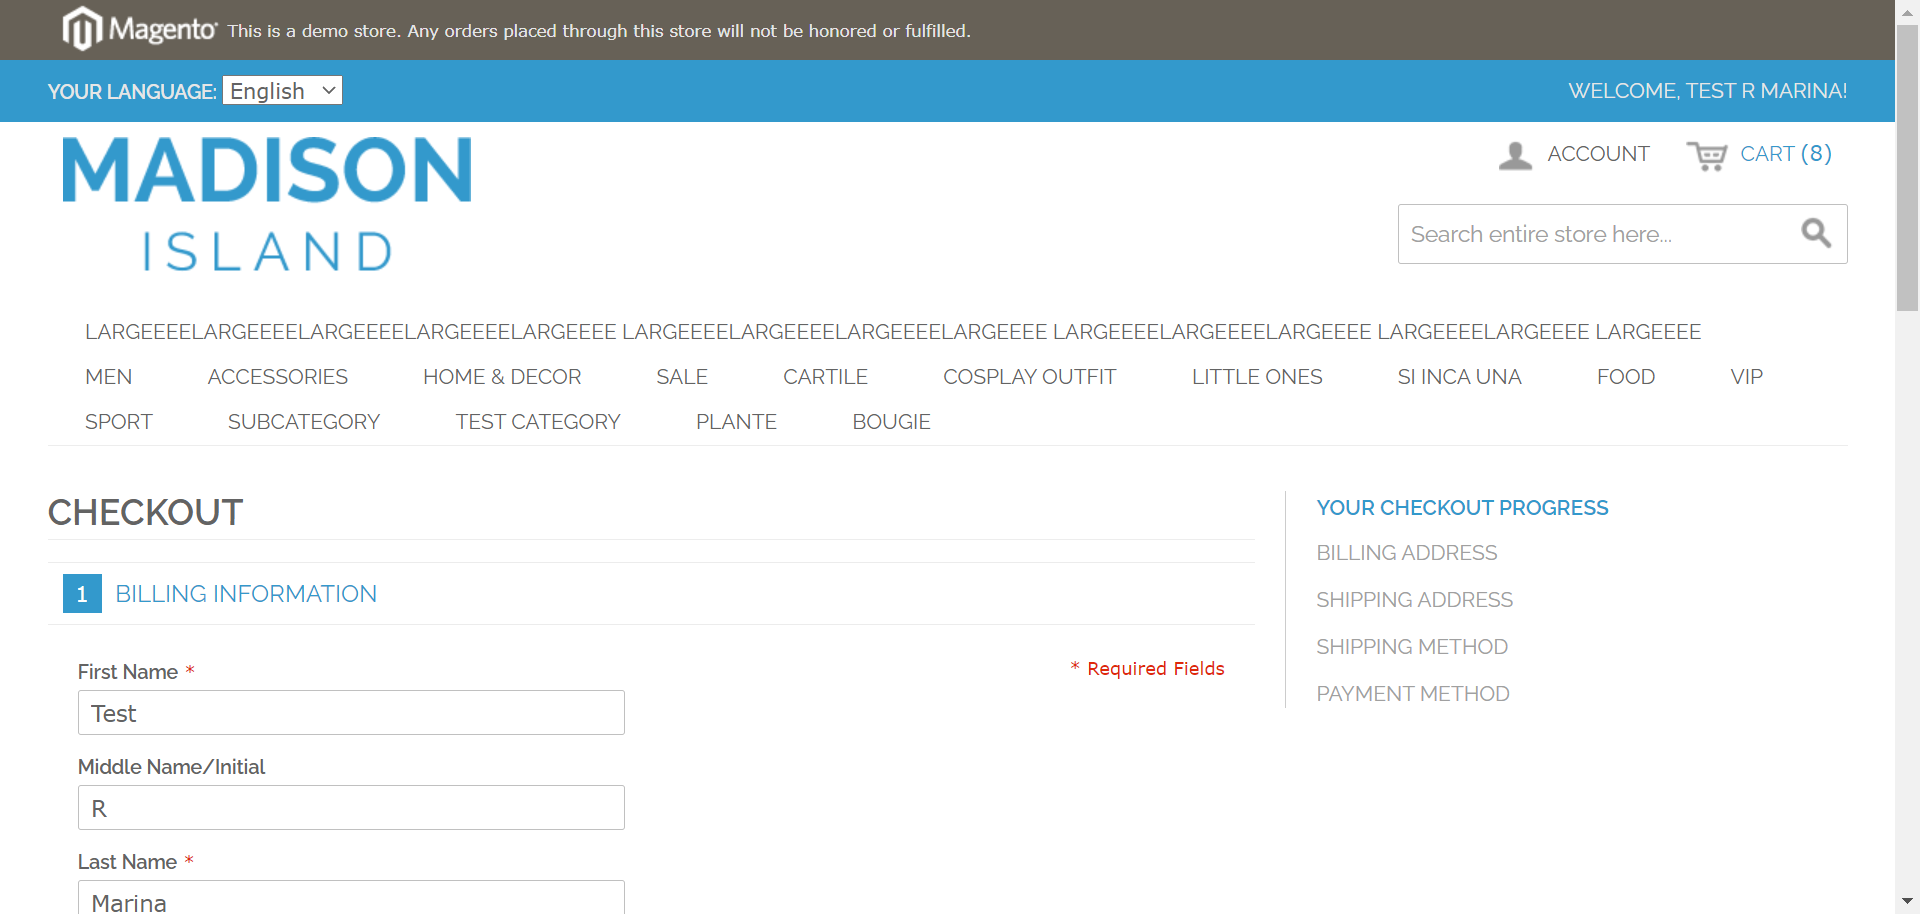 Magento This is a demo store. Any orders placed through this store will not be honored or fulfilled.
YOUR LANGUAGE: English WELCOME, TEST R MARINA!
MADISON
ISLAND
ACCOUNT CART (8)
Search entire store here...
LARGEEEELARGEEEELARGEEEELARGEEEELARGEEEE LARGEEEELARGEEEELARGEEEELARGEEEE LARGEEEELARGEEEELARGEEEE LARGEEEELARGEEEE LARGEEEE
MEN ACCESSORIES HOME & DECOR SALE CARTILE COSPLAY OUTFIT LITTLE ONES SI INCA UNA FOOD VIP
SPORT SUBCATEGORY TEST CATEGORY PLANTE BOUGIE
CHECKOUT
1 BILLING INFORMATION
* Required Fields
First Name *
Test
Middle Name/Initial
R
Last Name *
Marina
YOUR CHECKOUT PROGRESS
BILLING ADDRESS
SHIPPING ADDRESS
SHIPPING METHOD
PAYMENT METHOD